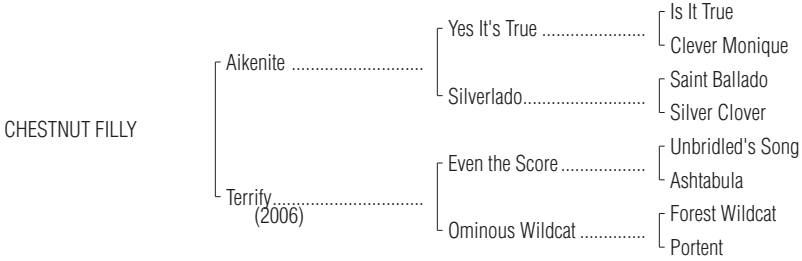 Is It True
Yes It's True ......................
Clever Monique
Aikenite ............................
Saint Ballado
Silverlado..........................
Silver Clover
CHESTNUT FILLY
Unbridled's Song
Even the Score ..................
Ashtabula
Terrify................................
(2006)
Forest Wildcat
Ominous Wildcat ..............
Portent